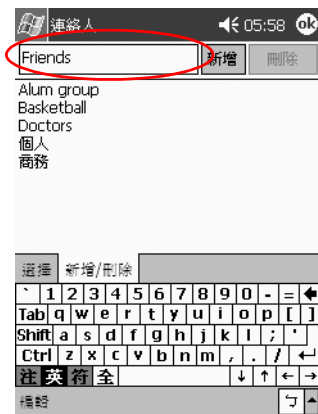 連絡人 05:58 ok
Friends 新增 刪除
Alum group
Basketball
Doctors
個人
商務
選擇 新增/刪除
` 1 2 3 4 5 6 7 8 9 0 - =
Tab q w e r t y u i o p [ ]
Shift a s d f g h j k l ; '
Ctrl z x c v b n m , . /
注 英 符 全
編輯 ㄅ